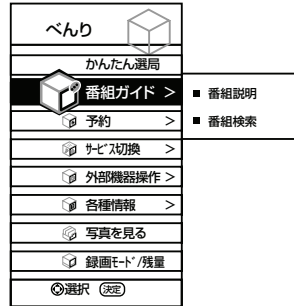 べんり
かんたん選局
番組ガイド >
■ 番組説明
■ 番組検索
予約 >
サービス切換 >
外部機器操作 >
各種情報 >
写真を見る
録画モード/残量
選択 決定